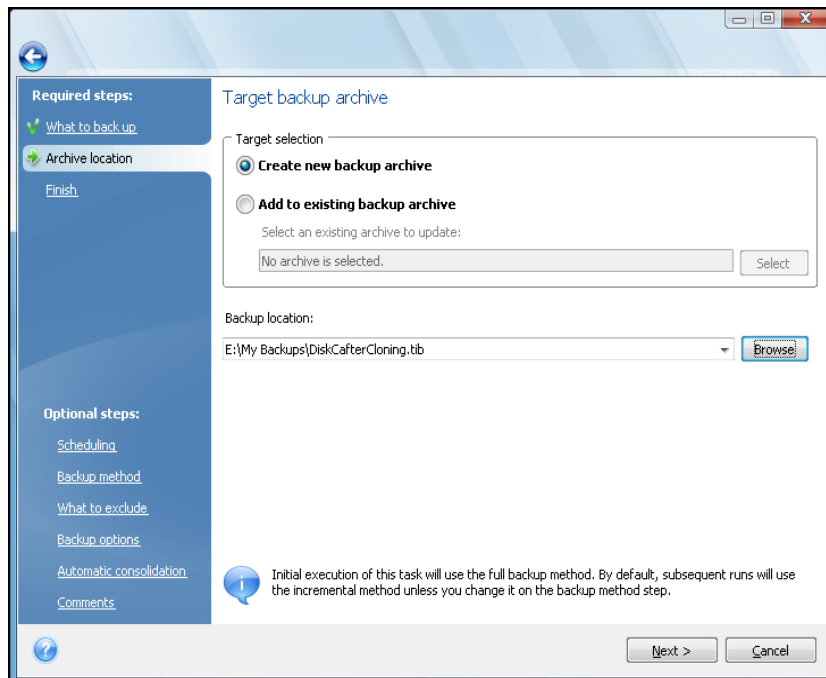 Required steps:
What to back up
Archive location
Finish
Optional steps:
Scheduling
Backup method
What to exclude
Backup options
Automatic consolidation
Comments
Target backup archive
Target selection
Create new backup archive
Add to existing backup archive
Select an existing archive to update:
No archive is selected.
Select
Backup location:
E:\My Backups\DiskCafterCloning.tib
Browse
Initial execution of this task will use the full backup method. By default, subsequent runs will use
the incremental method unless you change it on the backup method step.
Next >
Cancel